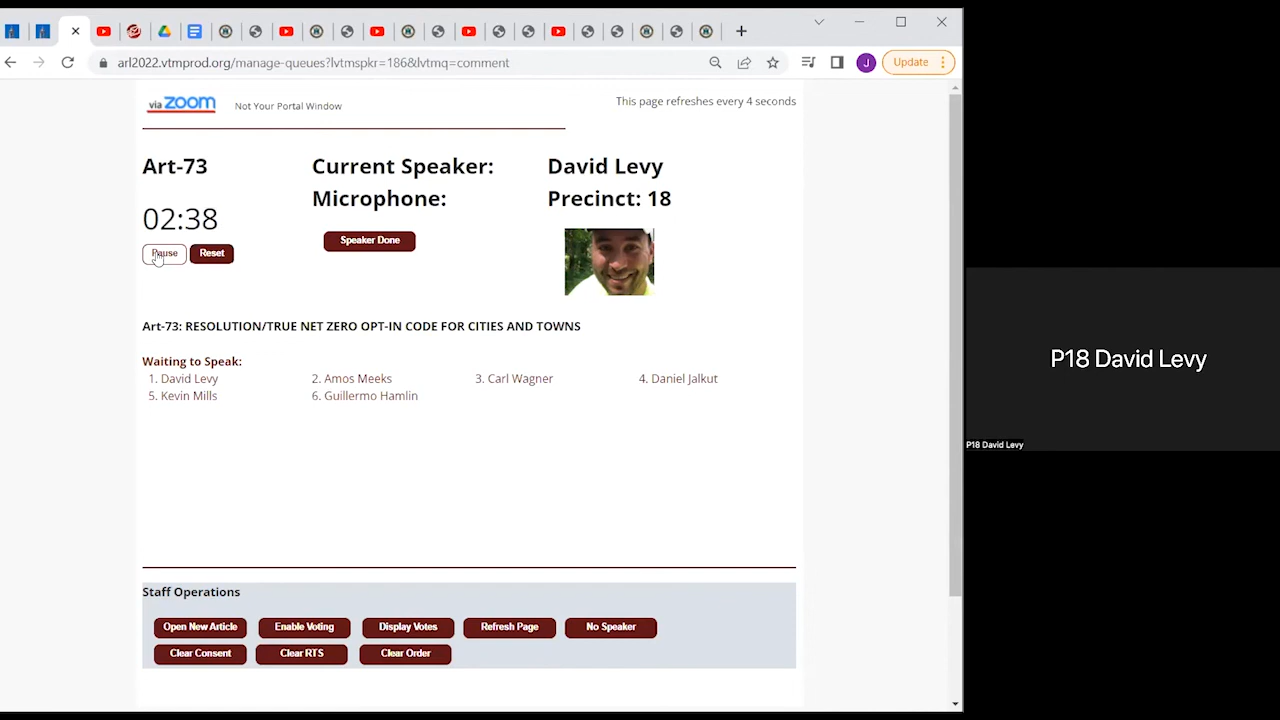 arl2022.vtmprod.org/manage-queues?lvtmspkr=186&lvtmq=comment
J
Update
via zoom
Not Your Portal Window
This page refreshes every 4 seconds
Art-73
Current Speaker:
David Levy
Microphone:
Precinct: 18
02:38
Pause
Reset
Speaker Done
Art-73: RESOLUTION/TRUE NET ZERO OPT-IN CODE FOR CITIES AND TOWNS
Waiting to Speak:
1. David Levy
2. Amos Meeks
3. Carl Wagner
4. Daniel Jalkut
5. Kevin Mills
6. Guillermo Hamlin
P18 David Levy
P18 David Levy
Staff Operations
Open New Article
Enable Voting
Display Votes
Refresh Page
No Speaker
Clear Consent
Clear RTS
Clear Order